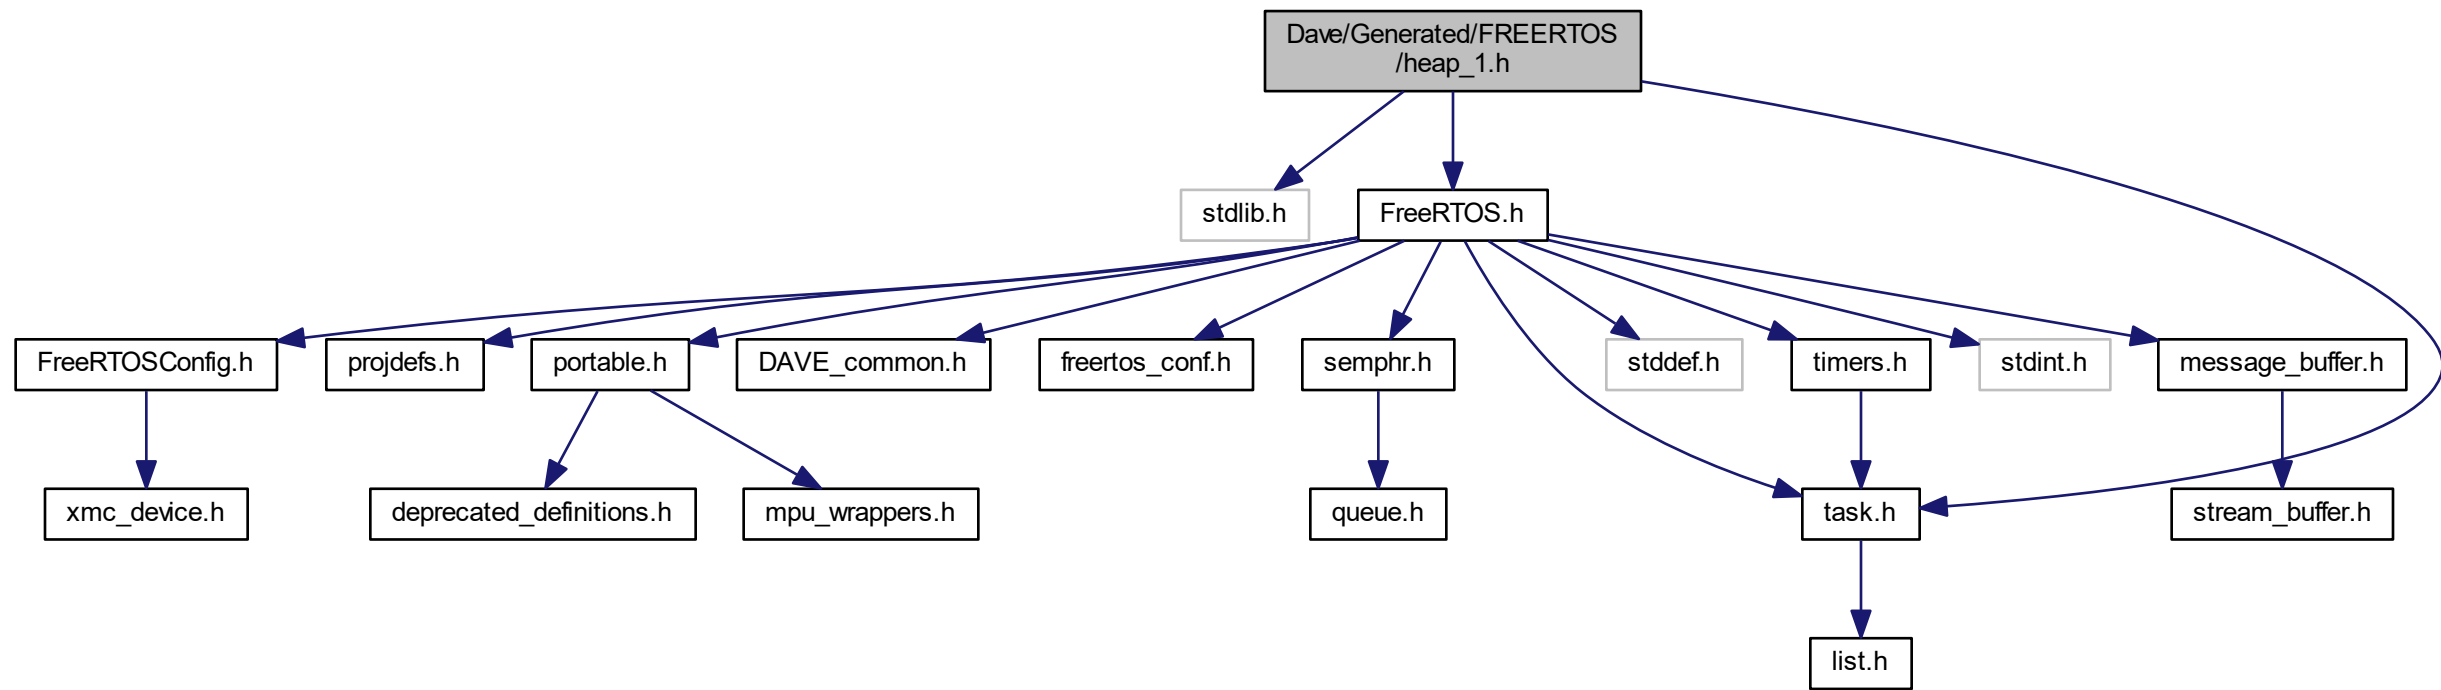 Dave/Generated/FREERTOS
/heap_1.h
stdlib.h
FreeRTOS.h
FreeRTOSConfig.h
projdefs.h
portable.h
DAVE_common.h
freertos_conf.h
semphr.h
stddef.h
timers.h
stdint.h
message_buffer.h
xmc_device.h
deprecated_definitions.h
mpu_wrappers.h
queue.h
task.h
stream_buffer.h
list.h